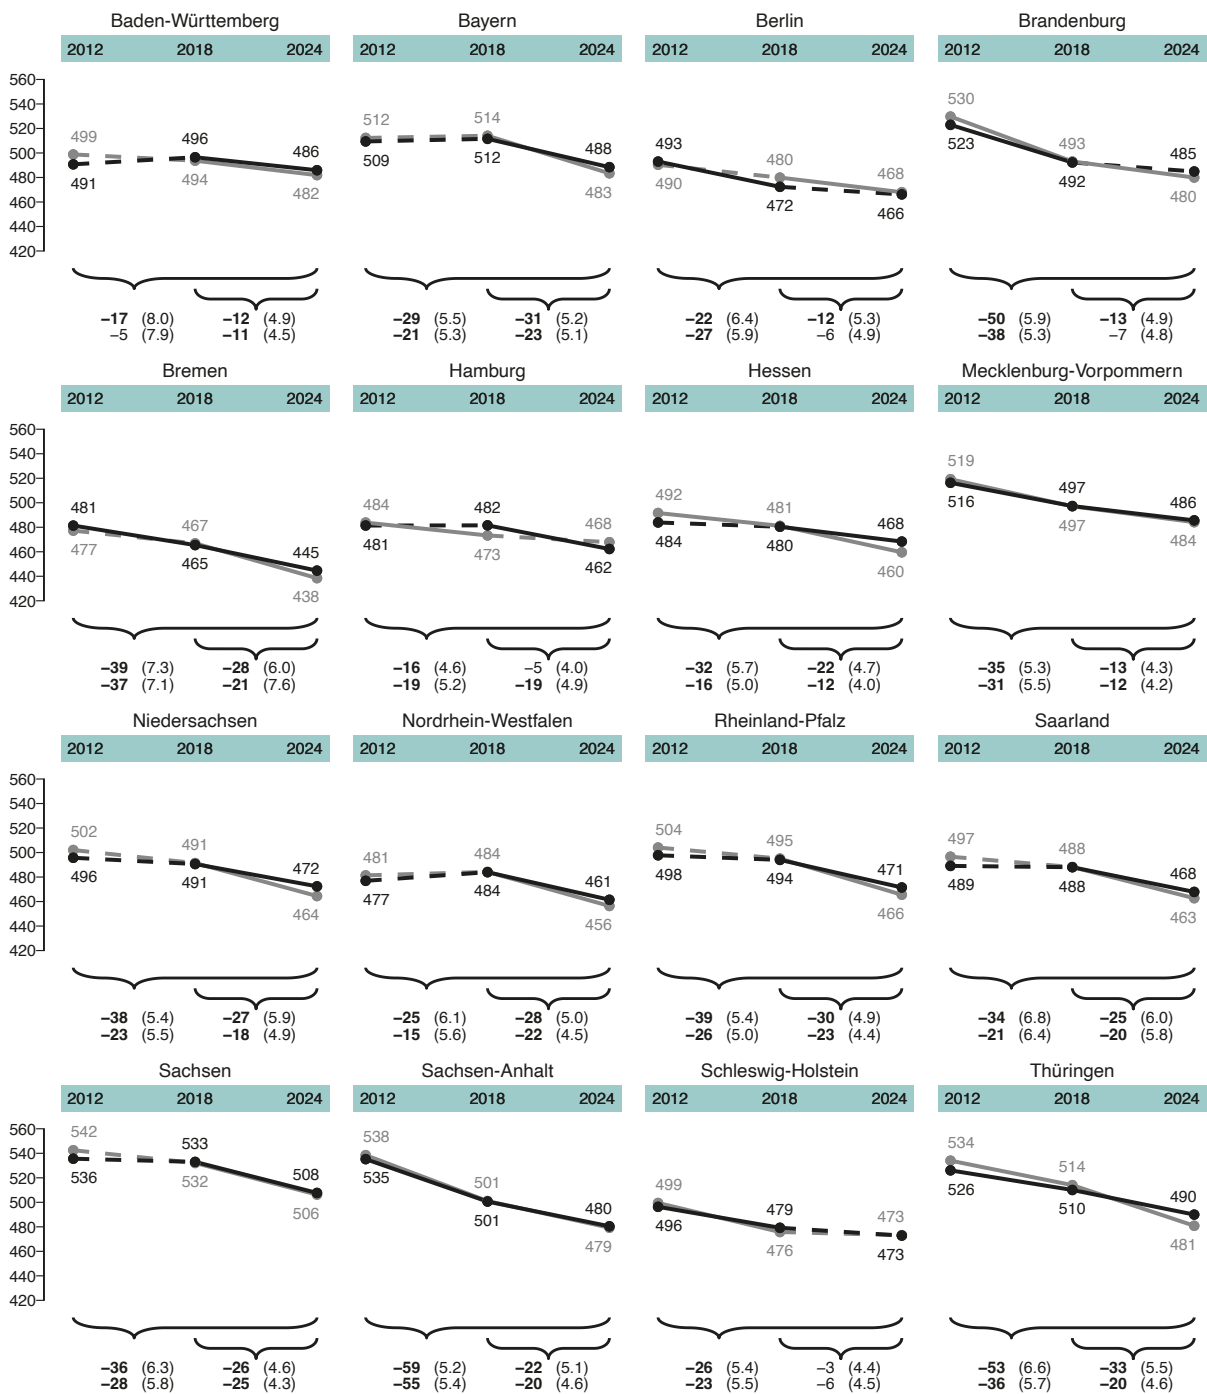 Baden-Württemberg Bayern Berlin Brandenburg
2012 2018 2024 2012 2018 2024 2012 2018 2024 2012 2018 2024
560
540
520
500
480
460
440
420
499 496 486
491 494 482
512 514 488
509 512 483
493 480 468
490 472 466
530 493 485
523 492 480
–17 (8.0) –12 (4.9) –29 (5.5) –31 (5.2) –22 (6.4) –12 (5.3) –50 (5.9) –13 (4.9)
–5 (7.9) –11 (4.5) –21 (5.3) –23 (5.1) –27 (5.9) –6 (4.9) –38 (5.3) –7 (4.8)
Bremen Hamburg Hessen Mecklenburg-Vorpommern
2012 2018 2024 2012 2018 2024 2012 2018 2024 2012 2018 2024
560
540
520
500
480
460
440
420
481 467 445
477 465 438
484 482 468
481 473 462
492 481 468
484 480 460
519 497 486
516 497 484
–39 (7.3) –28 (6.0) –16 (4.6) –5 (4.0) –32 (5.7) –22 (4.7) –35 (5.3) –13 (4.3)
–37 (7.1) –21 (7.6) –19 (5.2) –19 (4.9) –16 (5.0) –12 (4.0) –31 (5.5) –12 (4.2)
Niedersachsen Nordrhein-Westfalen Rheinland-Pfalz Saarland
2012 2018 2024 2012 2018 2024 2012 2018 2024 2012 2018 2024
560
540
520
500
480
460
440
420
502 491 472
496 491 464
481 484 461
477 484 456
504 495 471
498 494 466
497 488 468
489 488 463
–38 (5.4) –27 (5.9) –25 (6.1) –28 (5.0) –39 (5.4) –30 (4.9) –34 (6.8) –25 (6.0)
–23 (5.5) –18 (4.9) –15 (5.6) –22 (4.5) –26 (5.0) –23 (4.4) –21 (6.4) –20 (5.8)
Sachsen Sachsen-Anhalt Schleswig-Holstein Thüringen
2012 2018 2024 2012 2018 2024 2012 2018 2024 2012 2018 2024
560
540
520
500
480
460
440
420
542 533 508
536 532 506
538 501 480
535 501 479
499 479 473
496 476 473
534 514 490
526 510 481
–36 (6.3) –26 (4.6) –59 (5.2) –22 (5.1) –26 (5.4) –3 (4.4) –53 (6.6) –33 (5.5)
–28 (5.8) –25 (4.3) –55 (5.4) –20 (4.6) –23 (5.5) –6 (4.5) –36 (5.7) –20 (4.6)